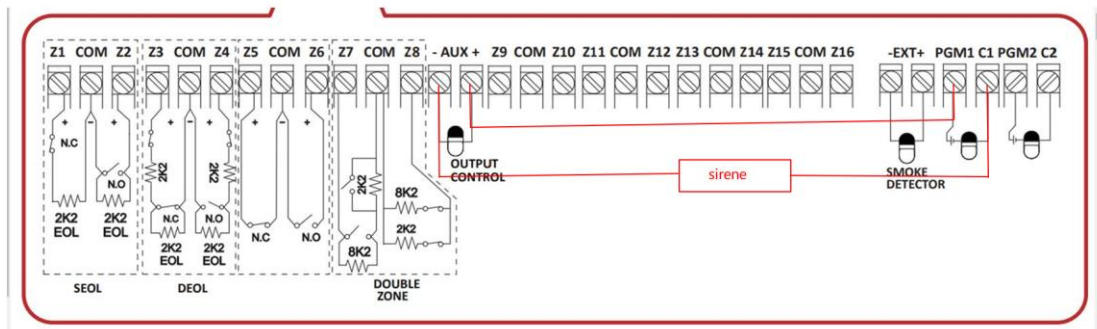 Z1 COM Z2 Z3 COM Z4 Z5 COM Z6 Z7 COM Z8 - AUX + Z9 COM Z10 Z11 COM Z12 Z13 COM Z14 Z15 COM Z16 -EXT+ PGM1 C1 PGM2 C2
+ - + + - + + - +
N.C
N.O
2K2
EOL
2K2
EOL
2K2
2K2
N.C
N.O
2K2
EOL
2K2
EOL
N.C
N.O
2K2
8K2
2K2
8K2
OUTPUT
CONTROL
sirene
SMOKE
DETECTOR
SEOL
DEOL
DOUBLE
ZONE